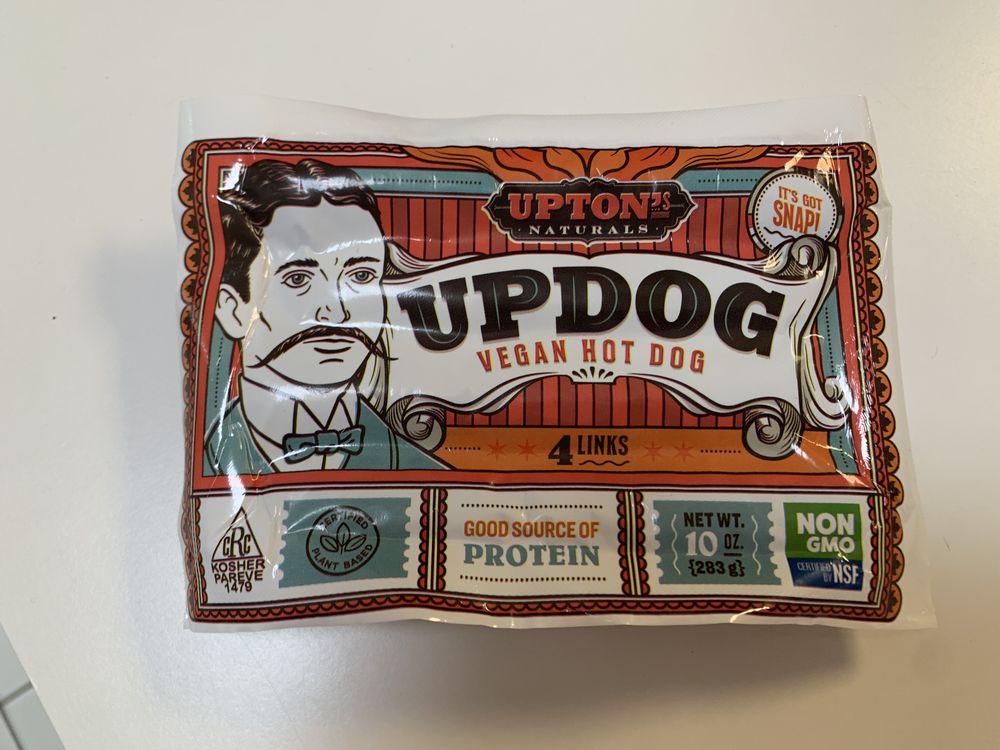 UPTON'S
NATURALS
IT'S GOT
SNAP!
UPDOG
VEGAN HOT DOG
4 LINKS
CRC
KOSHER
PAREVE
1479
CERTIFIED
PLANT BASED
GOOD SOURCE OF
PROTEIN
NET WT.
10 OZ.
{283 g}
NON
GMO
CERTIFIED
BY NSF